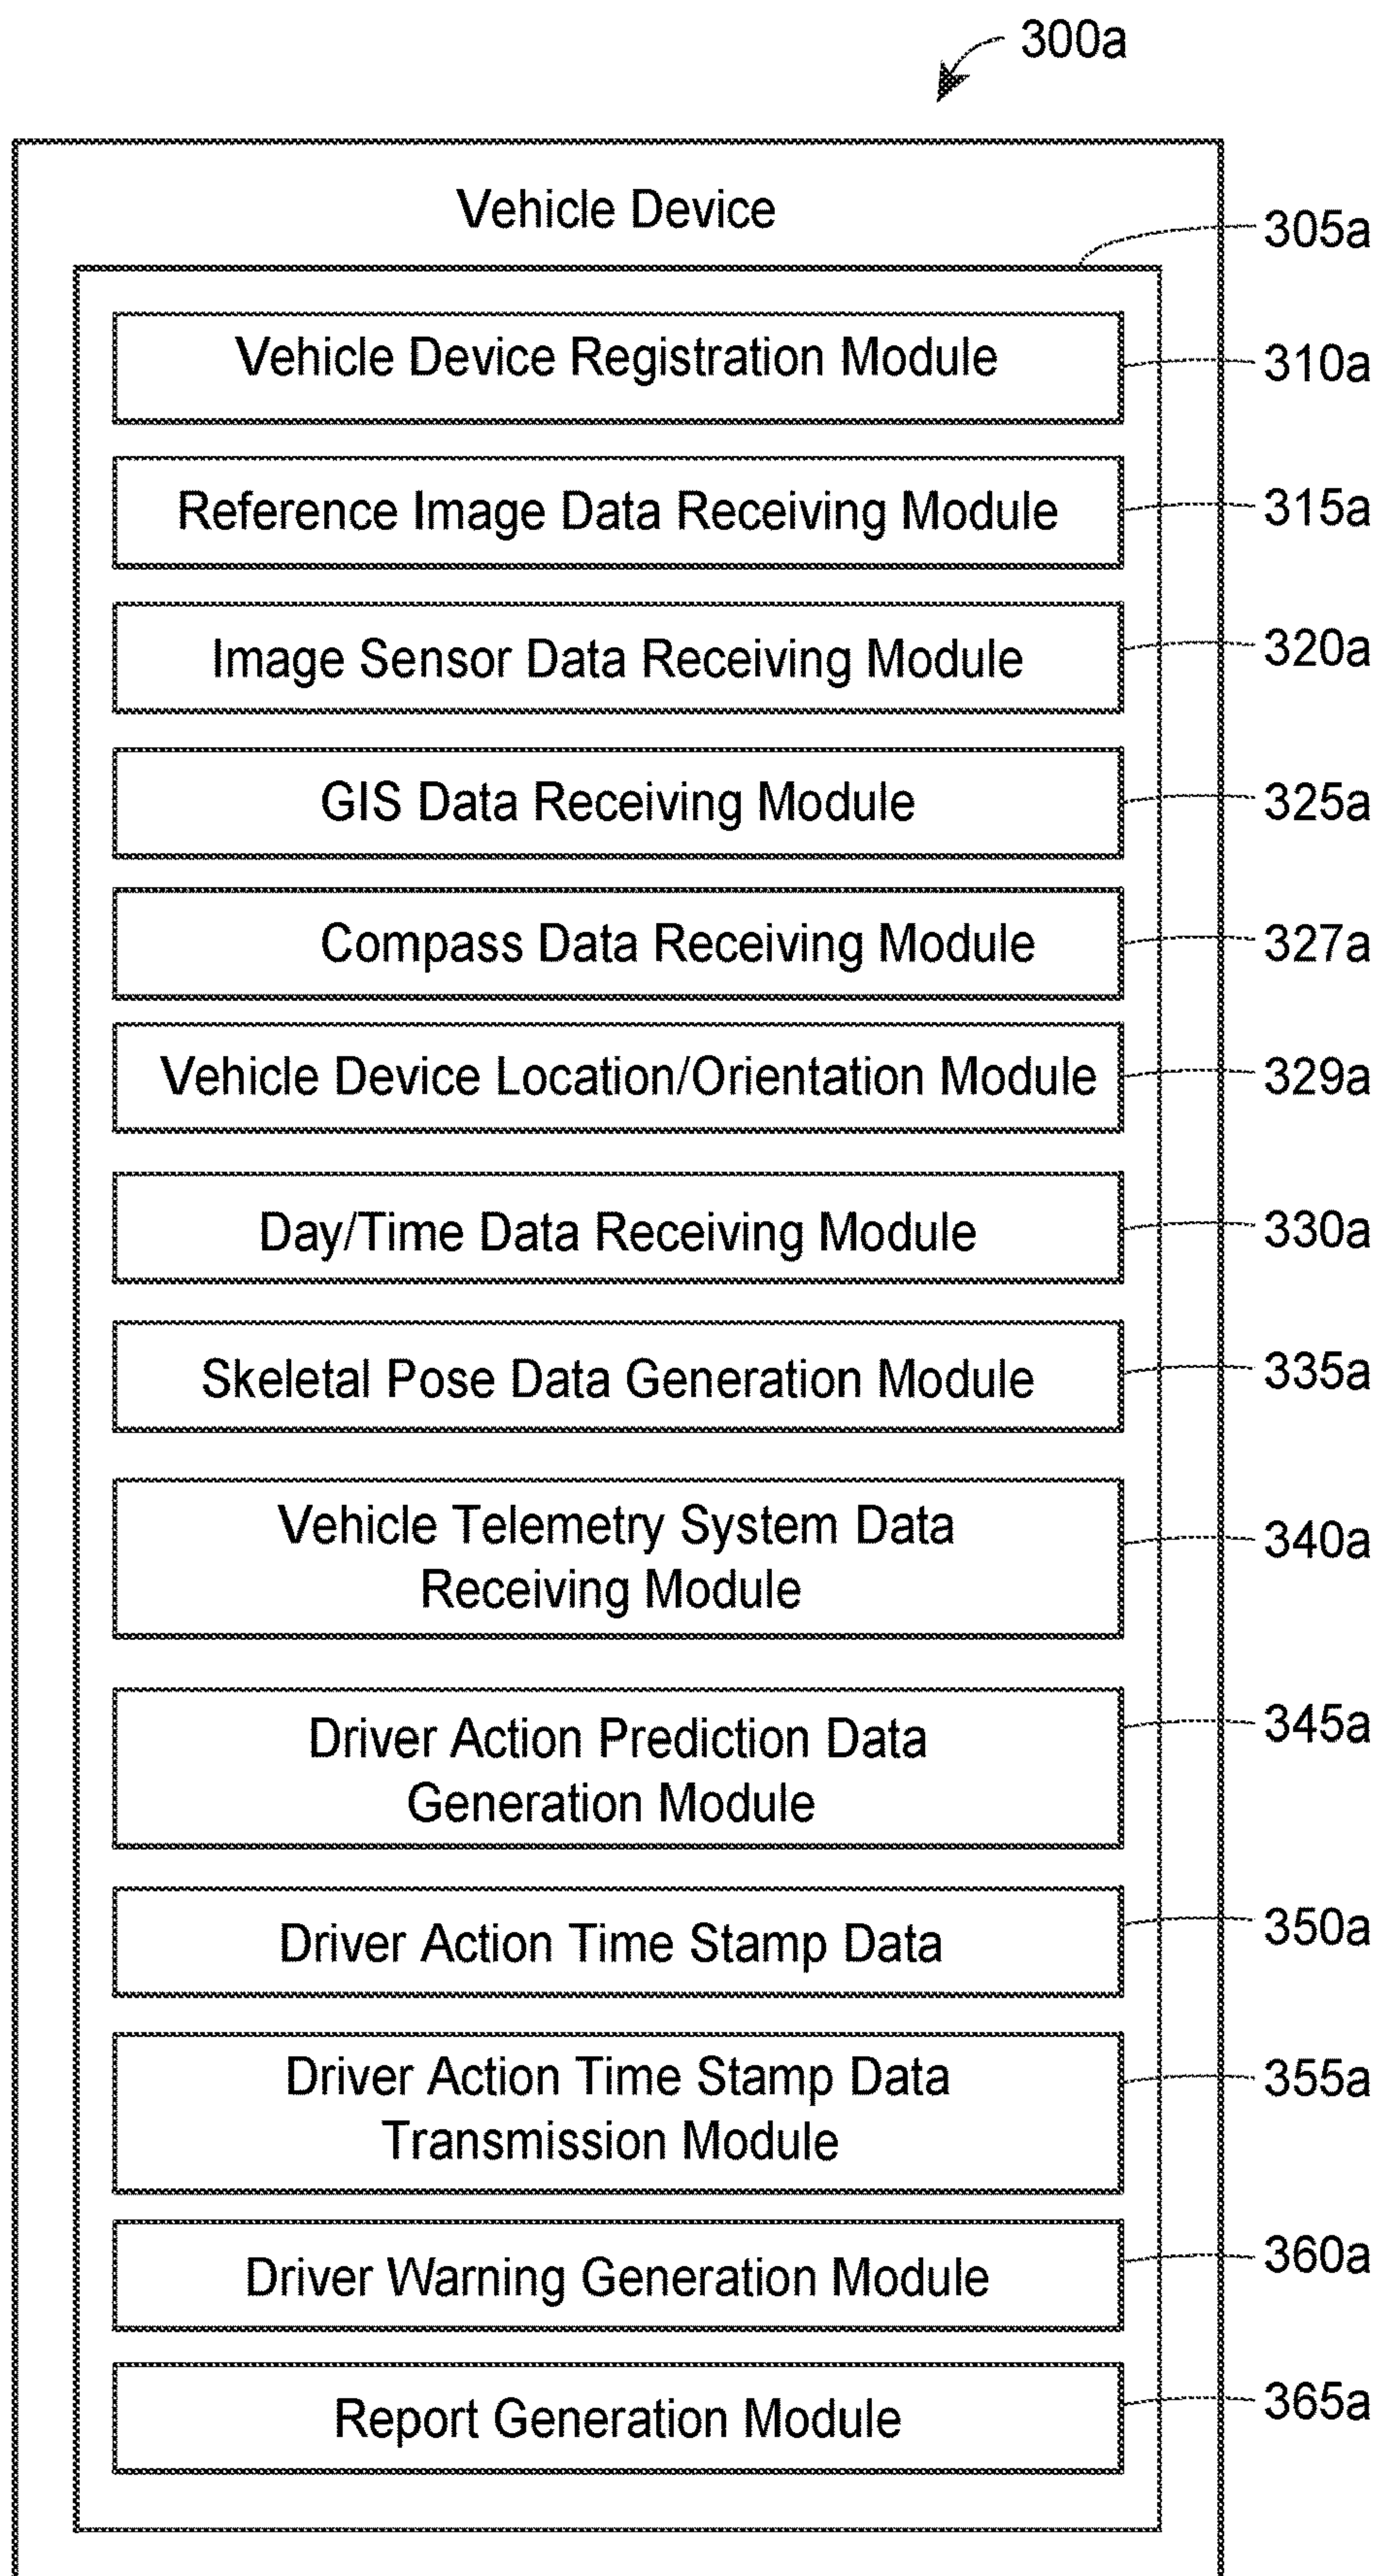 300a
Vehicle Device
305a
Vehicle Device Registration Module
310a
Reference Image Data Receiving Module
315a
Image Sensor Data Receiving Module
320a
GIS Data Receiving Module
325a
Compass Data Receiving Module
327a
Vehicle Device Location/Orientation Module
329a
Day/Time Data Receiving Module
330a
Skeletal Pose Data Generation Module
335a
Vehicle Telemetry System Data
Receiving Module
340a
Driver Action Prediction Data
Generation Module
345a
Driver Action Time Stamp Data
350a
Driver Action Time Stamp Data
Transmission Module
355a
Driver Warning Generation Module
360a
Report Generation Module
365a